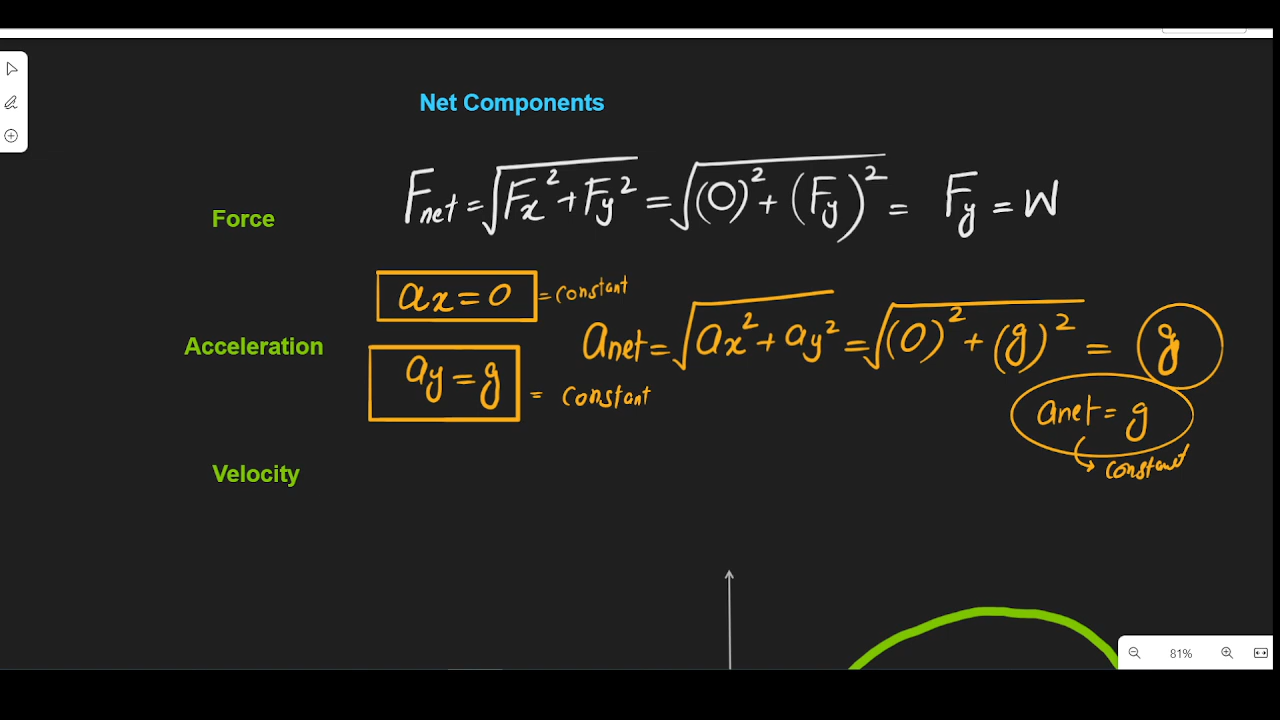 Net Components
Force
Fnet = √Fx² + Fy² = √(0)² + (Fy)² = Fy = W
ax = 0 = constant
Acceleration
anet = √ax² + ay² = √(0)² + (g)² = g
ay = g = constant
anet = g
constant
Velocity
81%